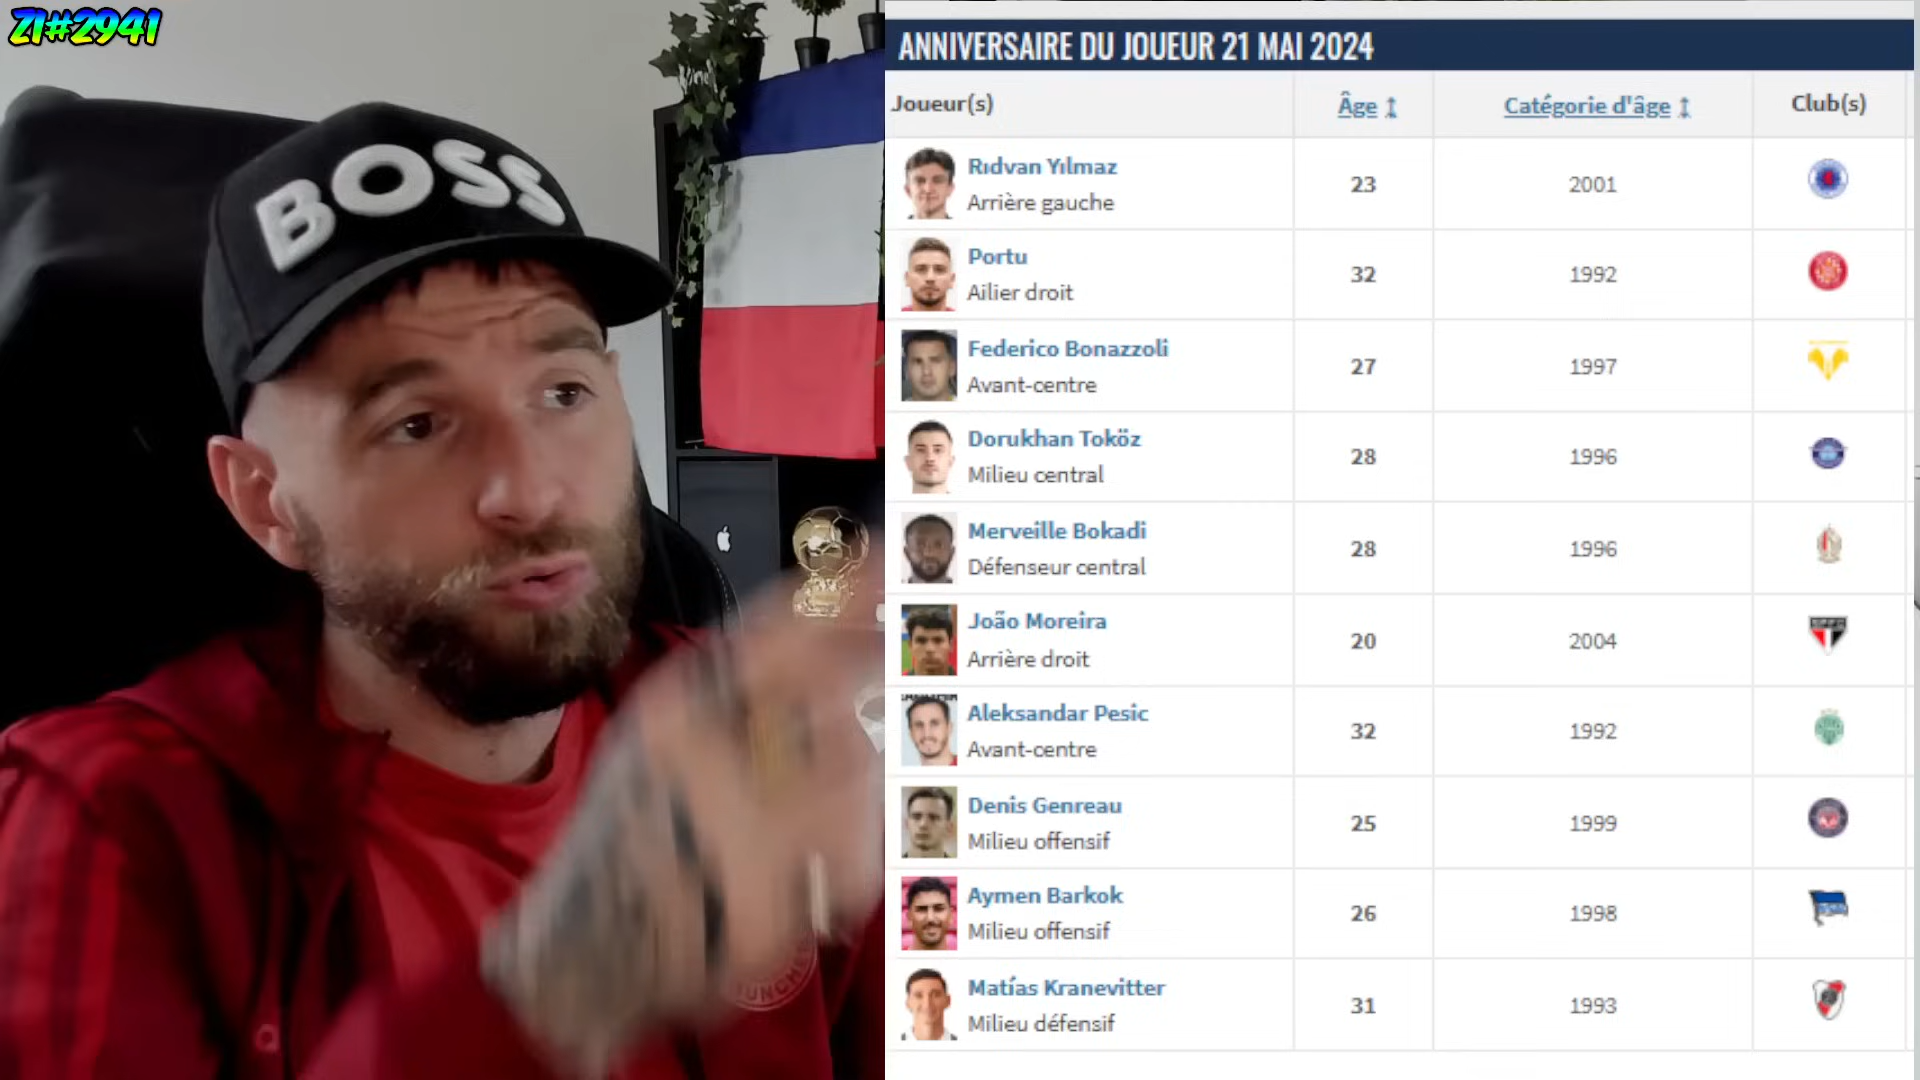 ZI#2941
BOSS
ANNIVERSAIRE DU JOUEUR 21 MAI 2024
Joueur(s) Âge Catégorie d'âge Club(s)
Rıdvan Yılmaz
Arrière gauche
23 2001
Portu
Ailier droit
32 1992
Federico Bonazzoli
Avant-centre
27 1997
Dorukhan Toköz
Milieu central
28 1996
Merveille Bokadi
Défenseur central
28 1996
João Moreira
Arrière droit
20 2004
Aleksandar Pesic
Avant-centre
32 1992
Denis Genreau
Milieu offensif
25 1999
Aymen Barkok
Milieu offensif
26 1998
Matías Kranevitter
Milieu défensif
31 1993